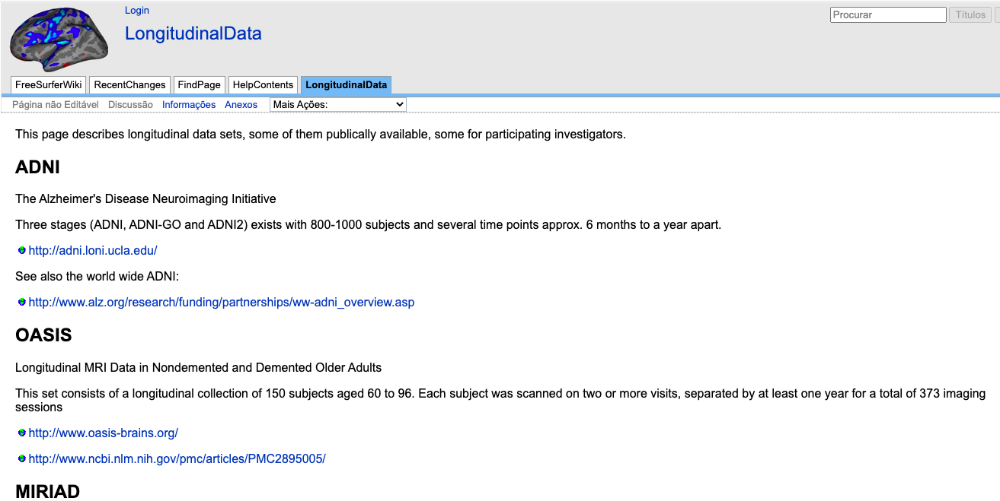 Login
Procurar Títulos
LongitudinalData
FreeSurferWiki RecentChanges FindPage HelpContents LongitudinalData
Página não Editável Discussão Informações Anexos Mais Ações:
This page describes longitudinal data sets, some of them publically available, some for participating investigators.
ADNI
The Alzheimer's Disease Neuroimaging Initiative
Three stages (ADNI, ADNI-GO and ADNI2) exists with 800-1000 subjects and several time points approx. 6 months to a year apart.
http://adni.loni.ucla.edu/
See also the world wide ADNI:
http://www.alz.org/research/funding/partnerships/ww-adni_overview.asp
OASIS
Longitudinal MRI Data in Nondemented and Demented Older Adults
This set consists of a longitudinal collection of 150 subjects aged 60 to 96. Each subject was scanned on two or more visits, separated by at least one year for a total of 373 imaging
sessions
http://www.oasis-brains.org/
http://www.ncbi.nlm.nih.gov/pmc/articles/PMC2895005/
MIRIAD